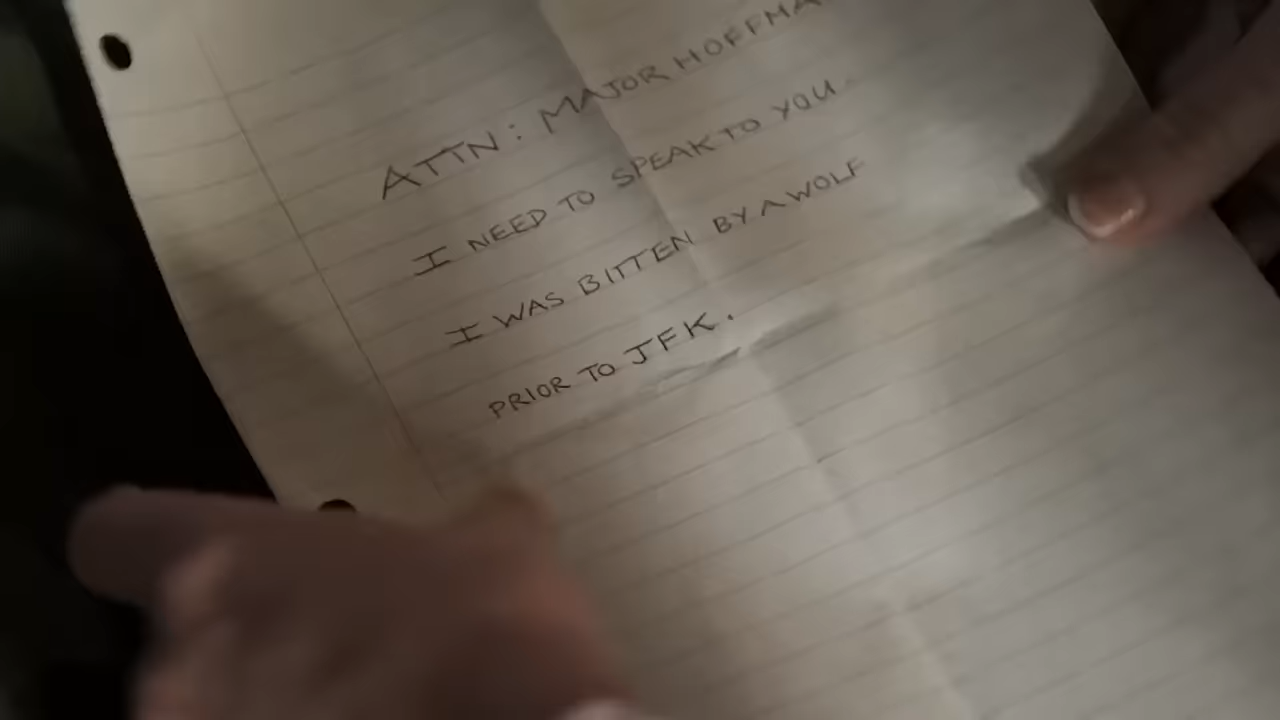 ATTN: MAJOR HOFFMA
I NEED TO SPEAK TO YOU
I WAS BITTEN BY A WOLF
PRIOR TO JFK.